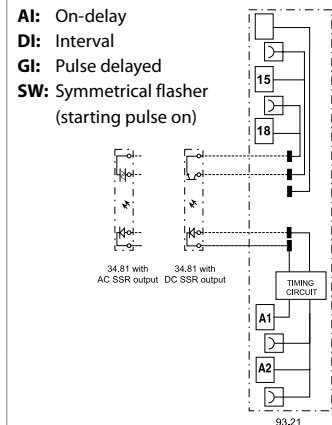 AI: On-delay
DI: Interval
GI: Pulse delayed
SW: Symmetrical flasher
(starting pulse on)
15
18
34.81 with
AC SSR output
34.81 with
DC SSR output
TIMING
CIRCUIT
A1
A2
93.21